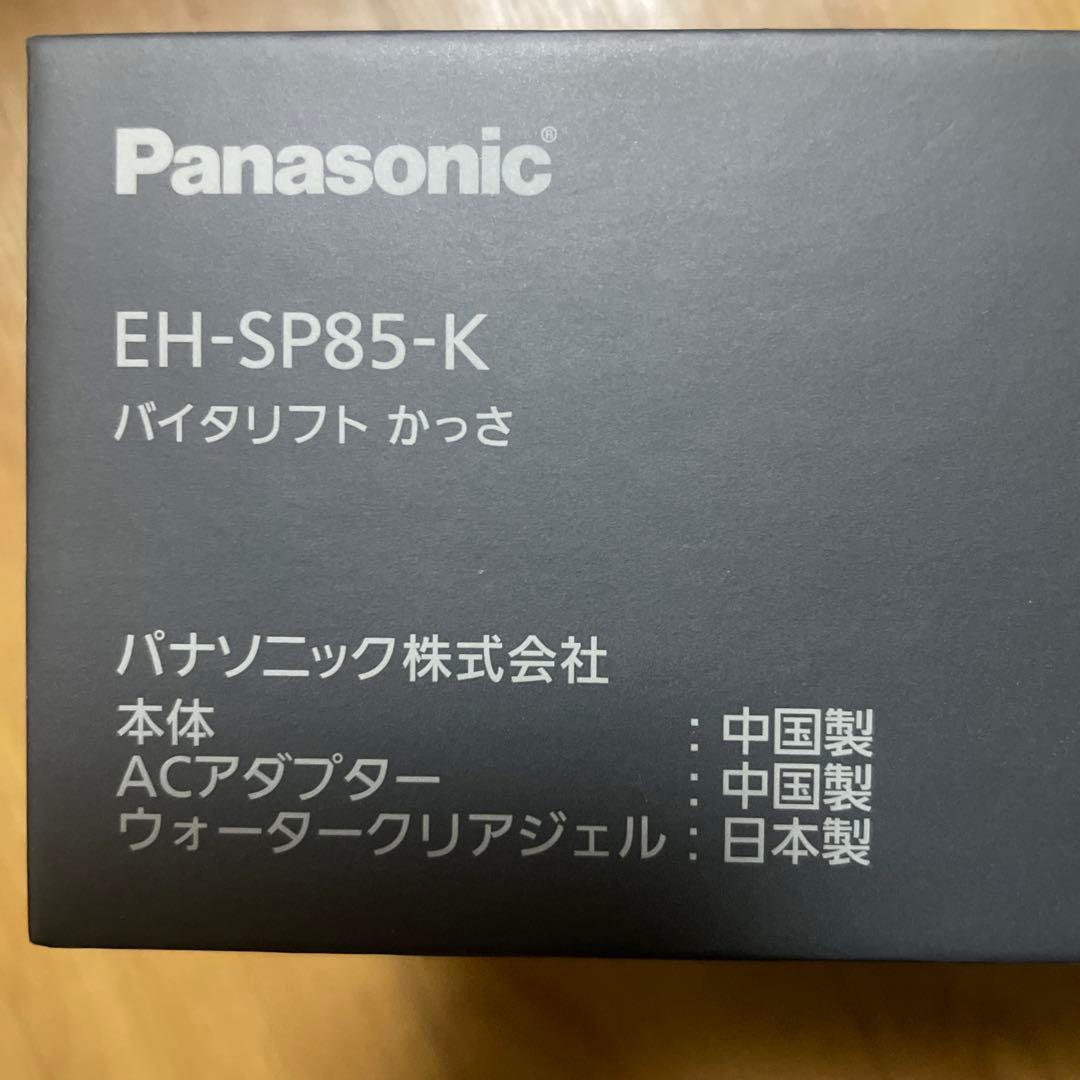 Panasonic®
EH-SP85-K
バイタリフト かっさ
パナソニック株式会社
本体 : 中国製
ACアダプター : 中国製
ウォータークリアジェル : 日本製